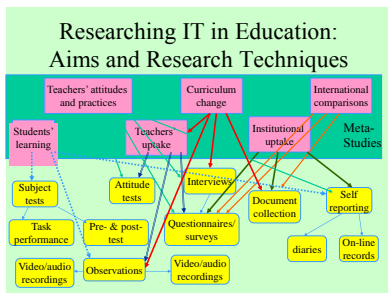 Researching IT in Education:
Aims and Research Techniques
Teachers' attitudes
and practices
Curriculum
change
International
comparisons
Students'
learning
Teachers'
uptake
Institutional
uptake
Meta-
Studies
Subject
tests
Attitude
tests
Interviews
Document
collection
Self
reporting
Task
performance
Pre- & post-
test
Questionnaires/
surveys
diaries
On-line
records
Video/audio
recordings
Observations
Video/audio
recordings